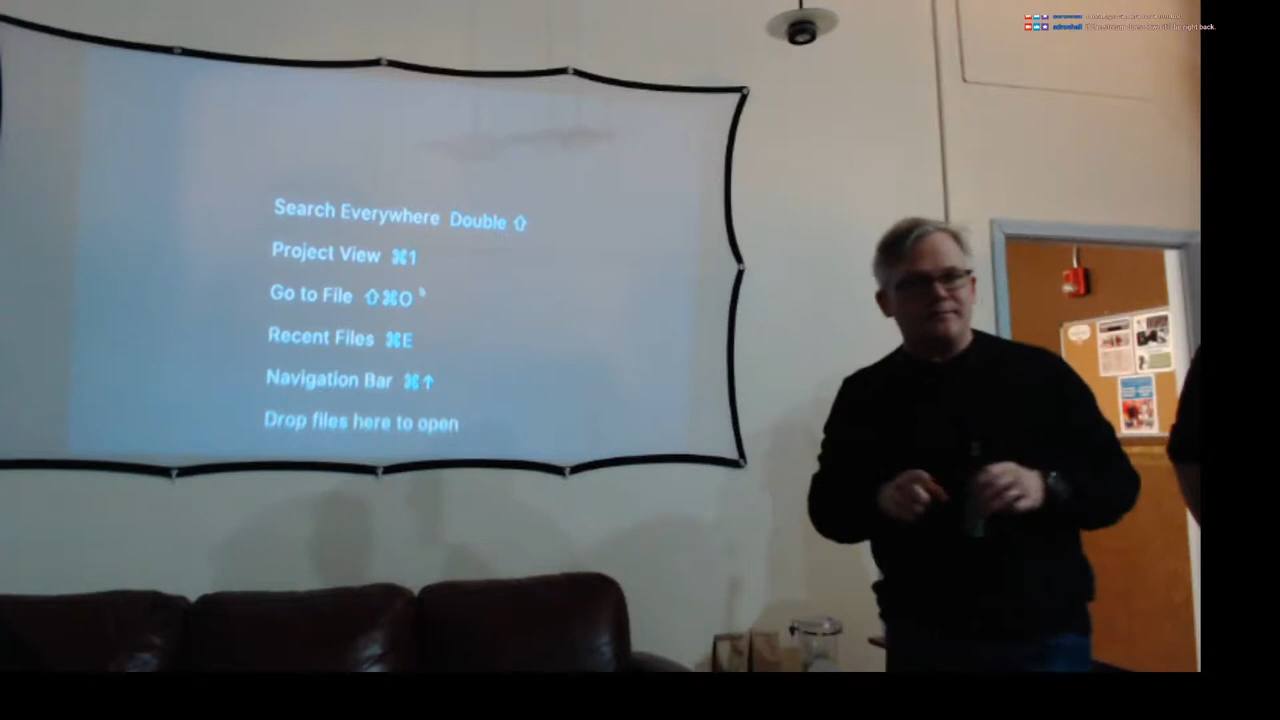 Search Everywhere Double ⇧
Project View ⌘1
Go to File ⇧⌘O
Recent Files ⌘E
Navigation Bar ⌘↑
Drop files here to open